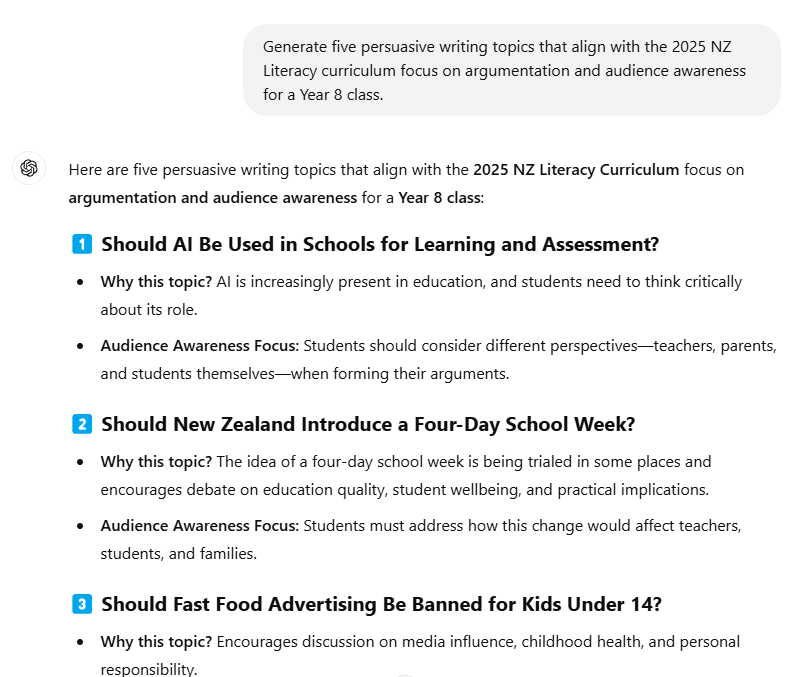 Generate five persuasive writing topics that align with the 2025 NZ
Literacy curriculum focus on argumentation and audience awareness
for a Year 8 class.
Here are five persuasive writing topics that align with the 2025 NZ Literacy Curriculum focus on
argumentation and audience awareness for a Year 8 class:
1 Should AI Be Used in Schools for Learning and Assessment?
• Why this topic? AI is increasingly present in education, and students need to think critically
about its role.
• Audience Awareness Focus: Students should consider different perspectives—teachers, parents,
and students themselves—when forming their arguments.
2 Should New Zealand Introduce a Four-Day School Week?
• Why this topic? The idea of a four-day school week is being trialed in some places and
encourages debate on education quality, student wellbeing, and practical implications.
• Audience Awareness Focus: Students must address how this change would affect teachers,
students, and families.
3 Should Fast Food Advertising Be Banned for Kids Under 14?
• Why this topic? Encourages discussion on media influence, childhood health, and personal
responsibility.